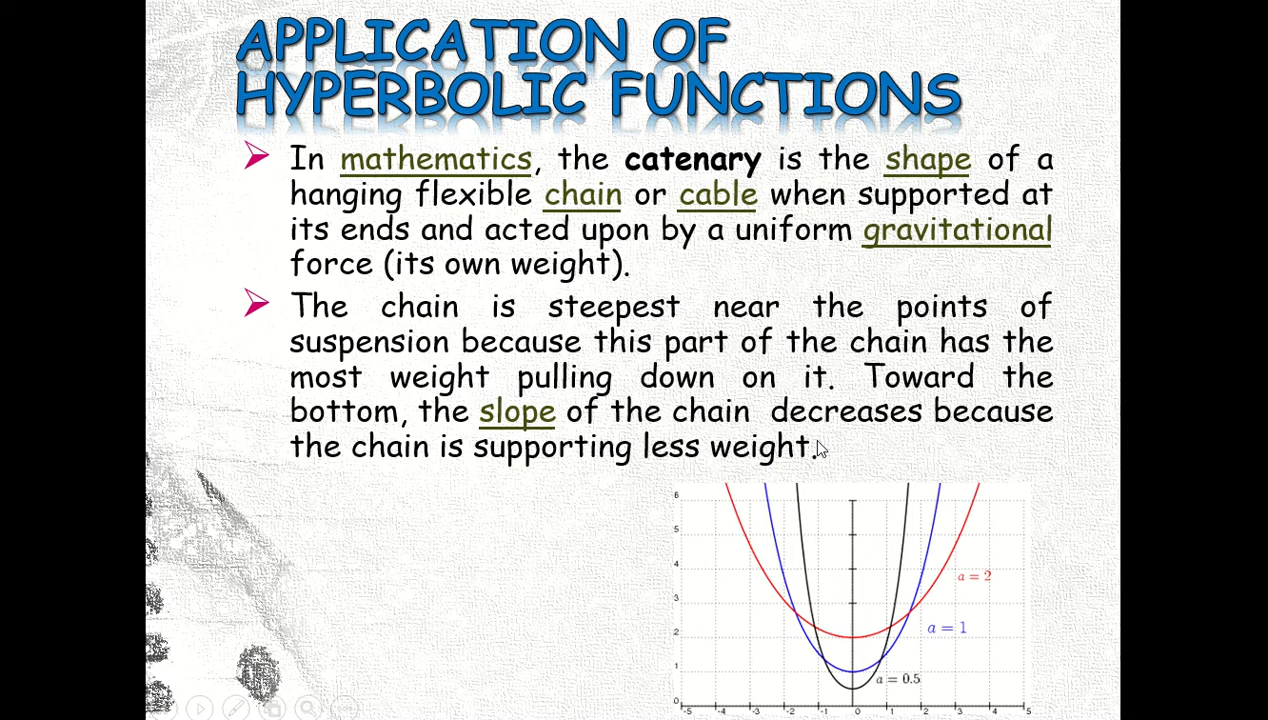 APPLICATION OF
HYPERBOLIC FUNCTIONS
In mathematics, the catenary is the shape of a
hanging flexible chain or cable when supported at
its ends and acted upon by a uniform gravitational
force (its own weight).
The chain is steepest near the points of
suspension because this part of the chain has the
most weight pulling down on it. Toward the
bottom, the slope of the chain decreases because
the chain is supporting less weight.
6
5
4
3
2
1
0
a = 2
a = 1
a = 0.5
-5 -4 -3 -2 -1 0 1 2 3 4 5